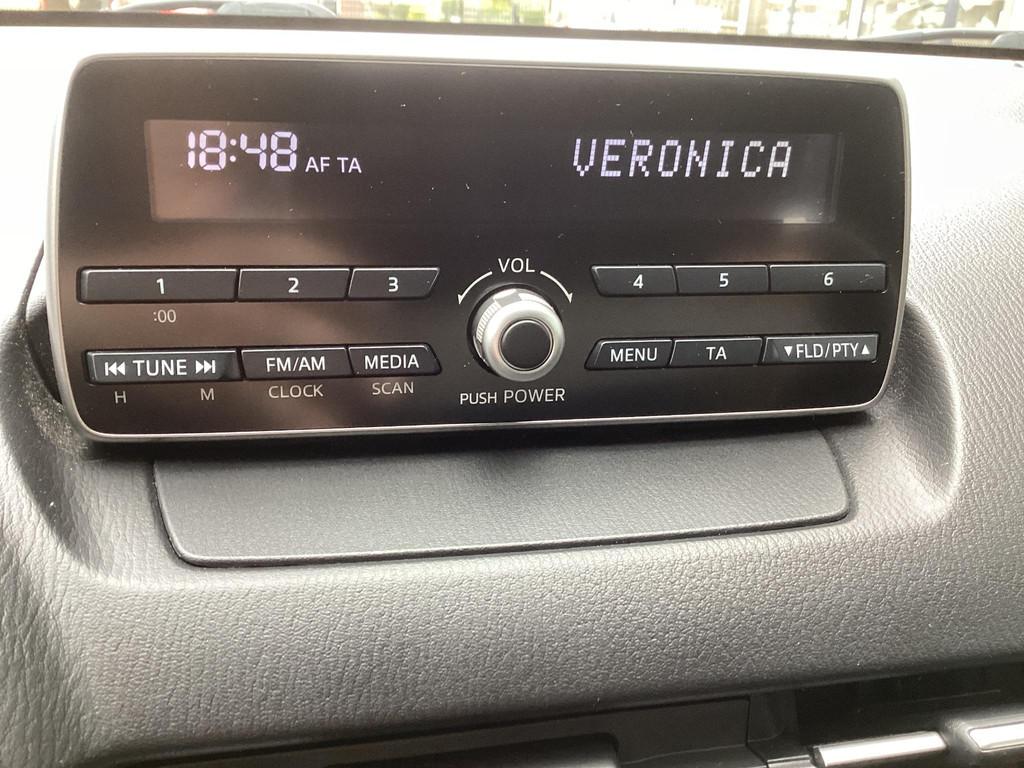 18:48 AF TA VERONICA
VOL
1 2 3 4 5 6
:00
TUNE FM/AM MEDIA MENU TA ▼FLD/PTY▲
H M CLOCK SCAN PUSH POWER